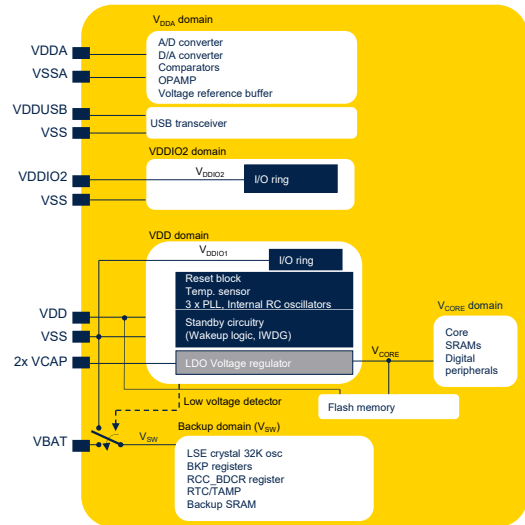 VDDA domain
VDDA
VSSA
A/D converter
D/A converter
Comparators
OPAMP
Voltage reference buffer
VDDUSB
VSS
USB transceiver
VDDIO2 domain
VDDIO2
VSS
VDDIO2
I/O ring
VDD domain
VDDIO1
I/O ring
Reset block
Temp. sensor
3 x PLL, Internal RC oscillators
Standby circuitry
(Wakeup logic, IWDG)
VDD
VSS
2x VCAP
LDO Voltage regulator
VCORE
VCORE domain
Core
SRAMs
Digital
peripherals
Flash memory
Low voltage detector
Backup domain (VSW)
VBAT
VSW
LSE crystal 32K osc
BKP registers
RCC_BDCR register
RTC/TAMP
Backup SRAM